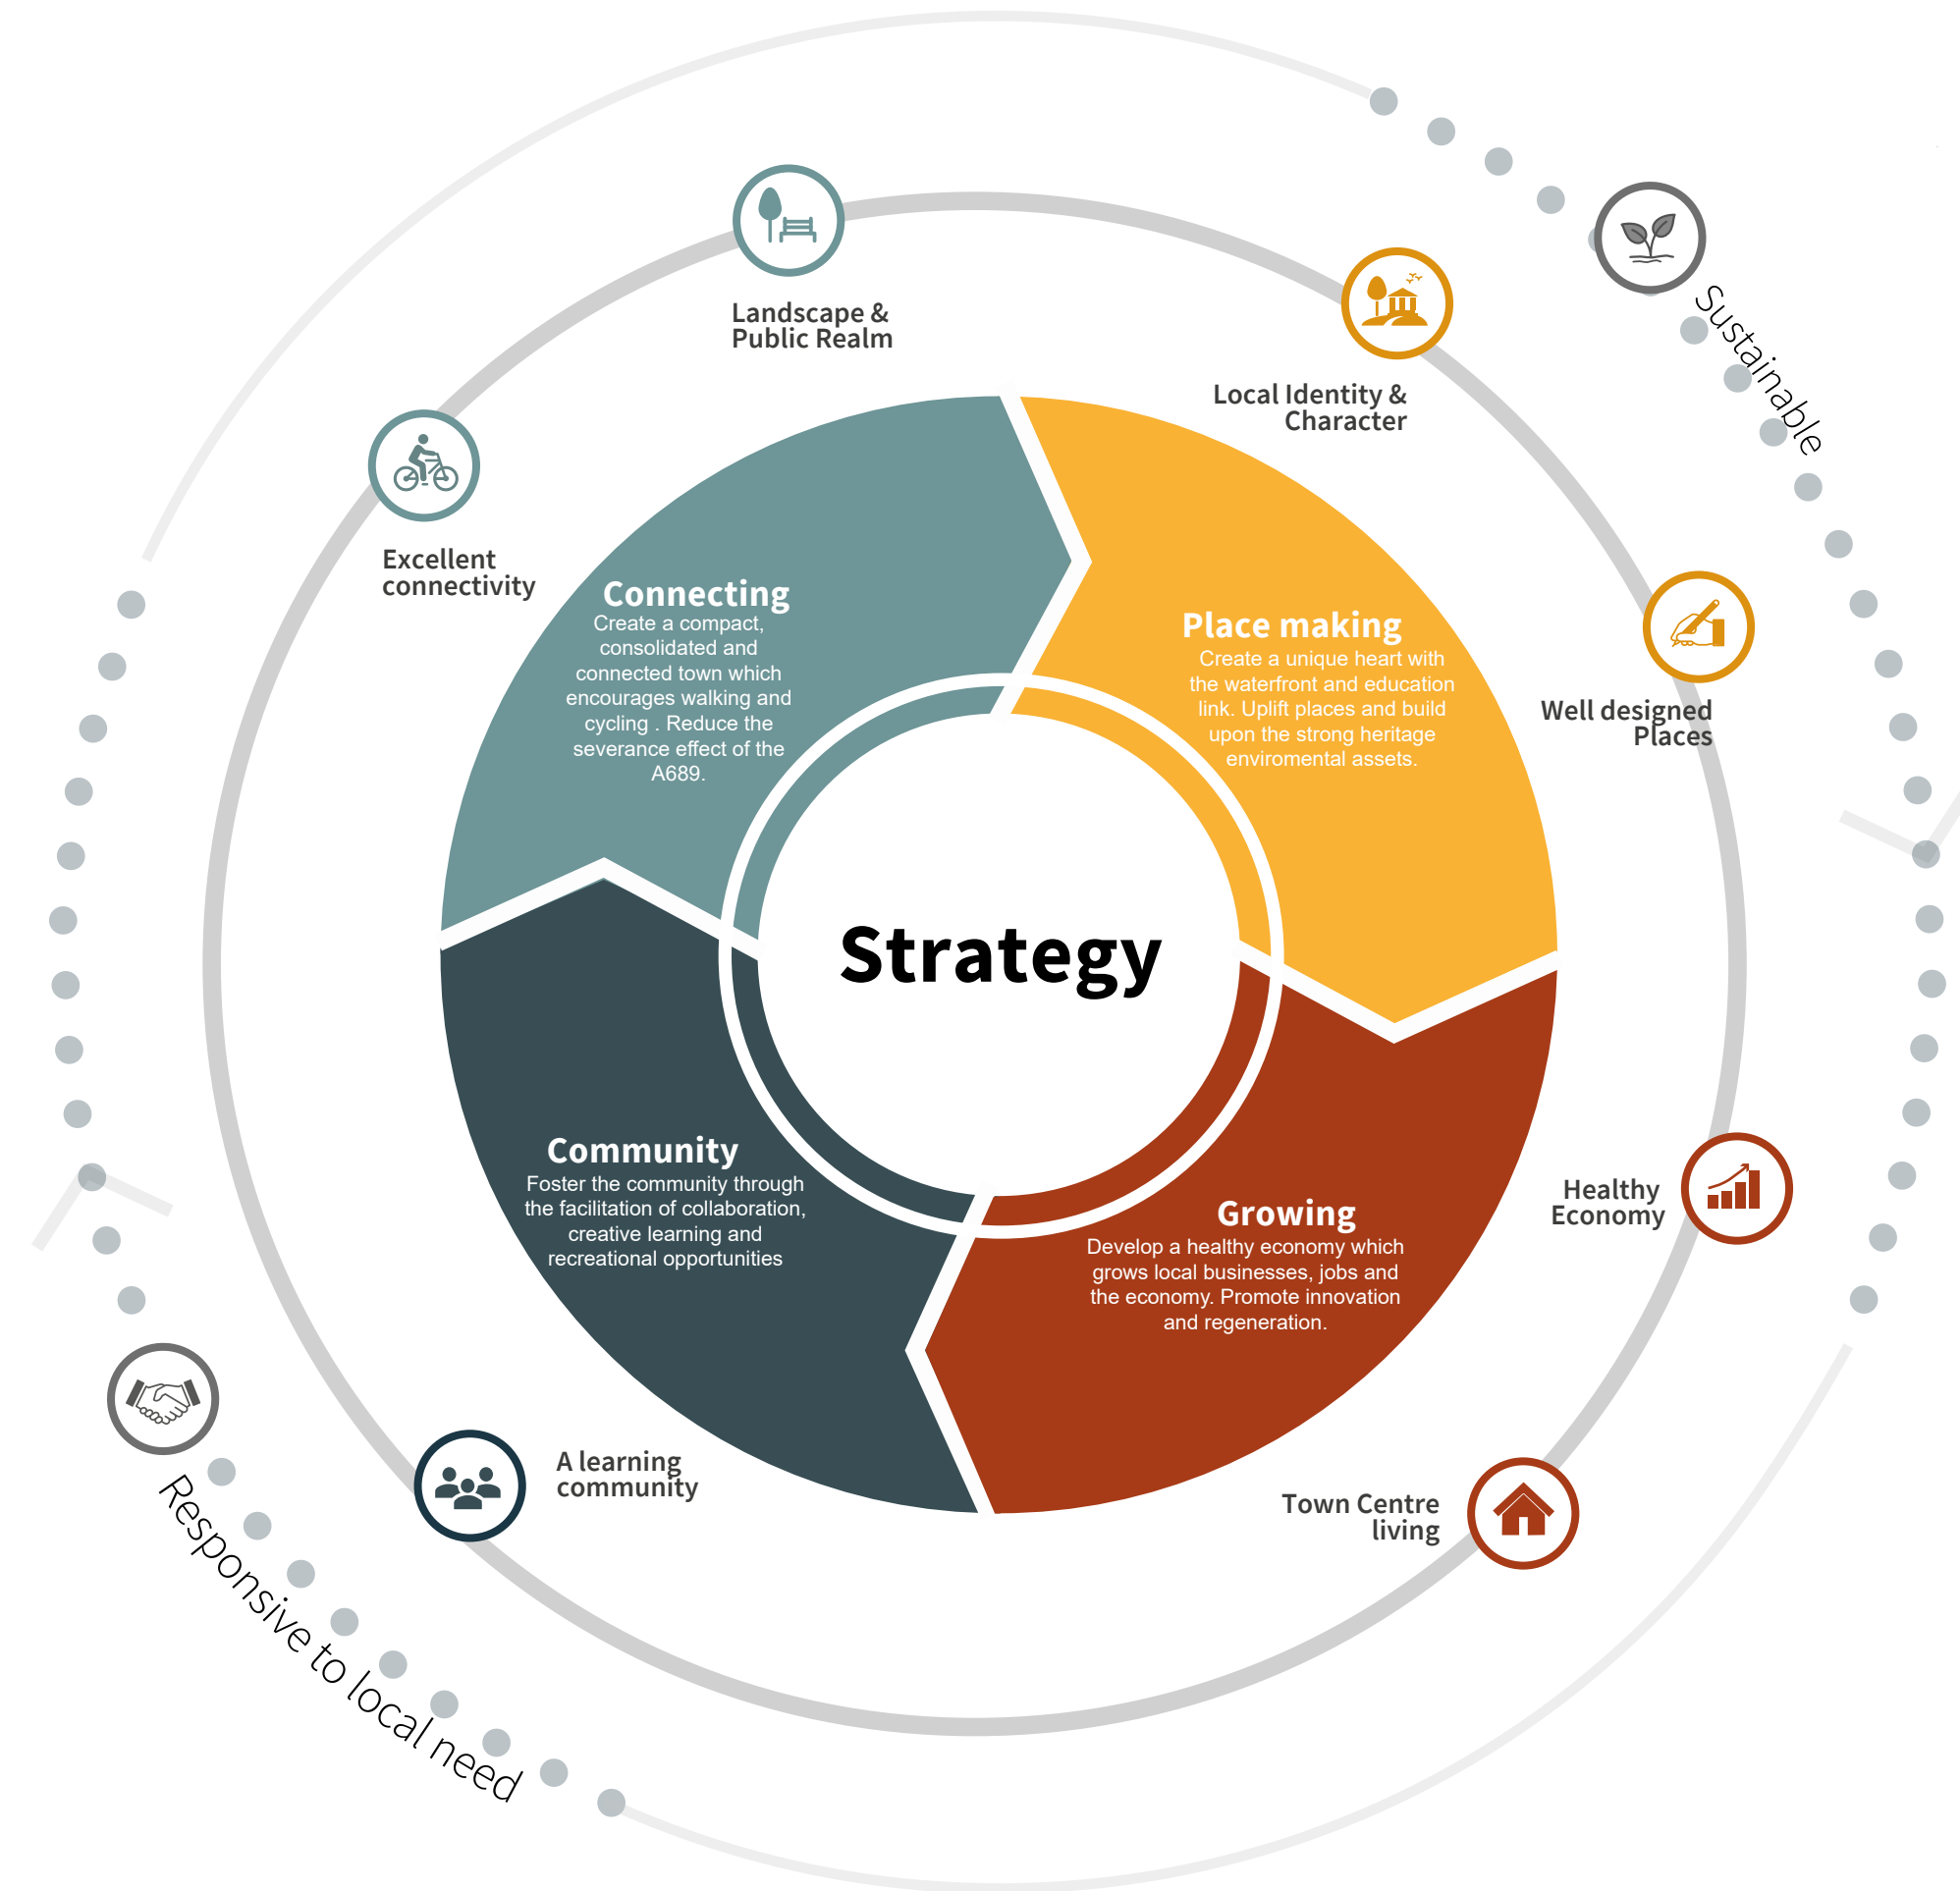 Landscape &
Public Realm
Local Identity &
Character
Sustainable
Excellent
connectivity
Connecting
Create a compact,
consolidated and
connected town which
encourages walking and
cycling . Reduce the
severance effect of the
A689.
Place making
Create a unique heart with
the waterfront and education
link. Uplift places and build
upon the strong heritage
enviromental assets.
Well designed
Places
Strategy
Community
Foster the community through
the facilitation of collaboration,
creative learning and
recreational opportunities
Growing
Develop a healthy economy which
grows local businesses, jobs and
the economy. Promote innovation
and regeneration.
Healthy
Economy
A learning
community
Town Centre
living
Responsive to local need